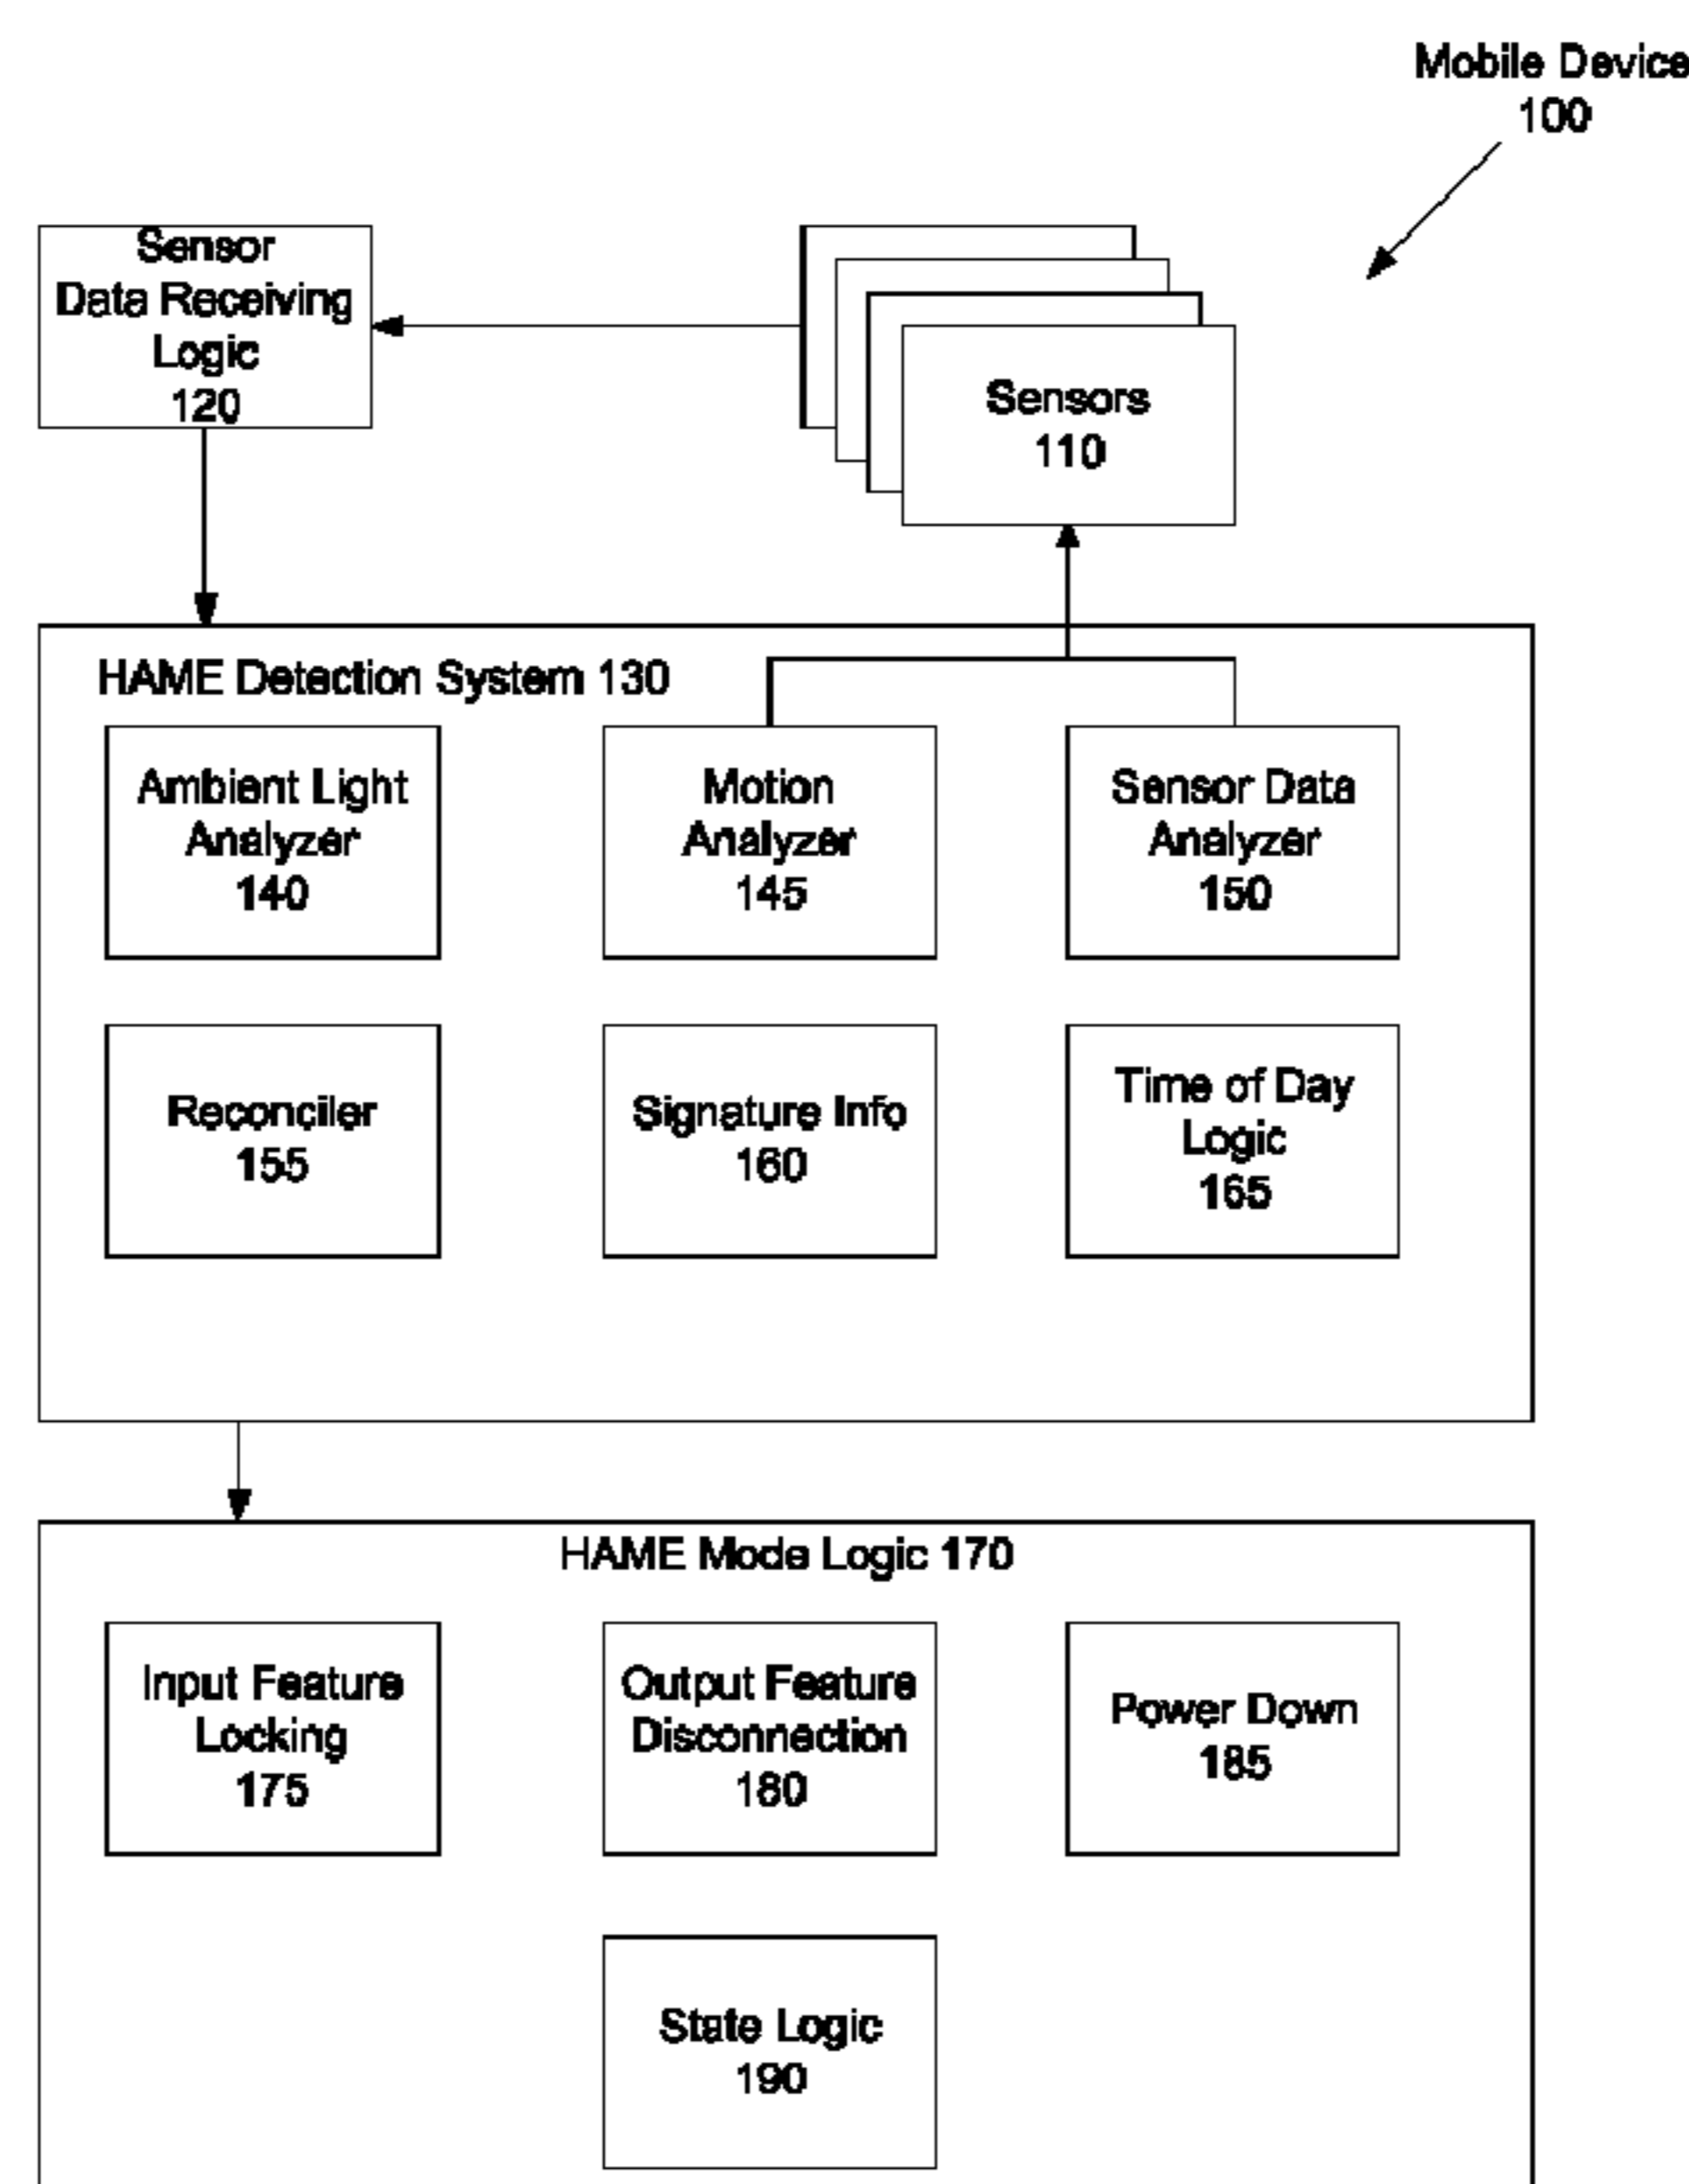 Mobile Device
100
Sensor
Data Receiving
Logic
120
Sensors
110
HAME Detection System 130
Ambient Light
Analyzer
140
Motion
Analyzer
145
Sensor Data
Analyzer
150
Reconciler
155
Signature Info
160
Time of Day
Logic
165
HAME Mode Logic 170
Input Feature
Locking
175
Output Feature
Disconnection
180
Power Down
185
State Logic
190